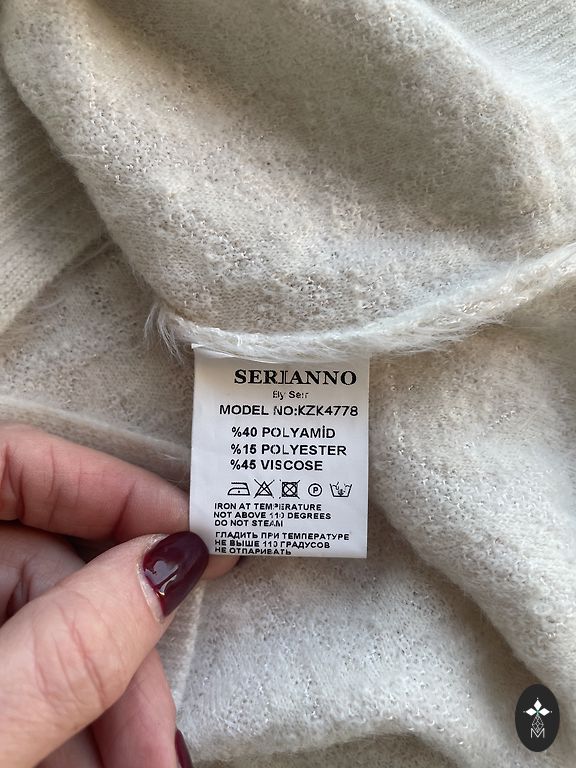 SERIANNO
By Serr
MODEL NO:KZK4778
%40 POLYAMİD
%15 POLYESTER
%45 VISCOSE
P
IRON AT TEMPERATURE
NOT ABOVE 110 DEGREES
DO NOT STEAM
ГЛАДИТЬ ПРИ ТЕМПЕРАТУРЕ
НЕ ВЫШЕ 110 ГРАДУСОВ
НЕ ОТПАРИВАТЬ
M